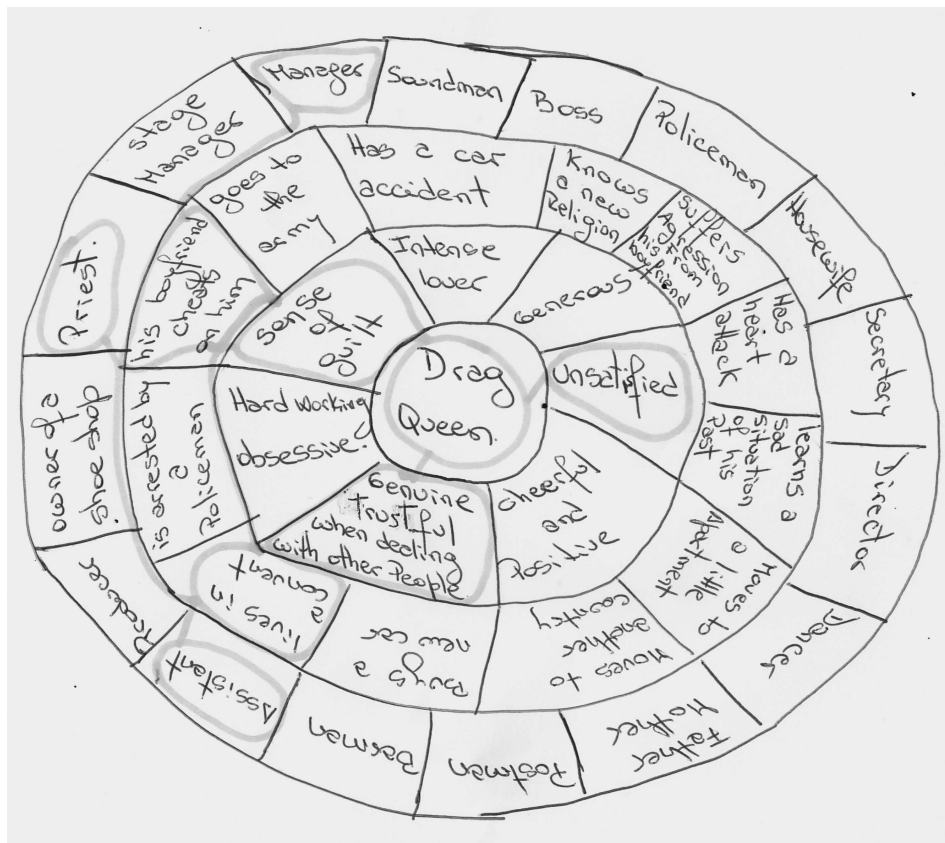 Drag
Queen.
Intense
lover
Generous
Unsatified
cheerful
and
Positive
Genuine
Trustful
when dealing
with other People
Hard working
obsessive?
sense
of
guilt
Has a car
accident
Knows
a new
Religion
Suffers
Agression
from
his
boyfriend
Has a
heart
attack
learns a
sad
situation
of his
Past
Moves to
a little
Apartment
Moves to
another
country
Buys a
new car
lives in
a
convent
is arrested by
a
Policeman
his boyfriend
cheats
on him
goes to
the
army
Manager
Soundman
Boss
Policeman
Housewife
Secretary
Director
Dancer
Father
Mother
Postman
Barman
Assistant
Producer
owner of a
shoe shop
Priest.
Stage
Manager